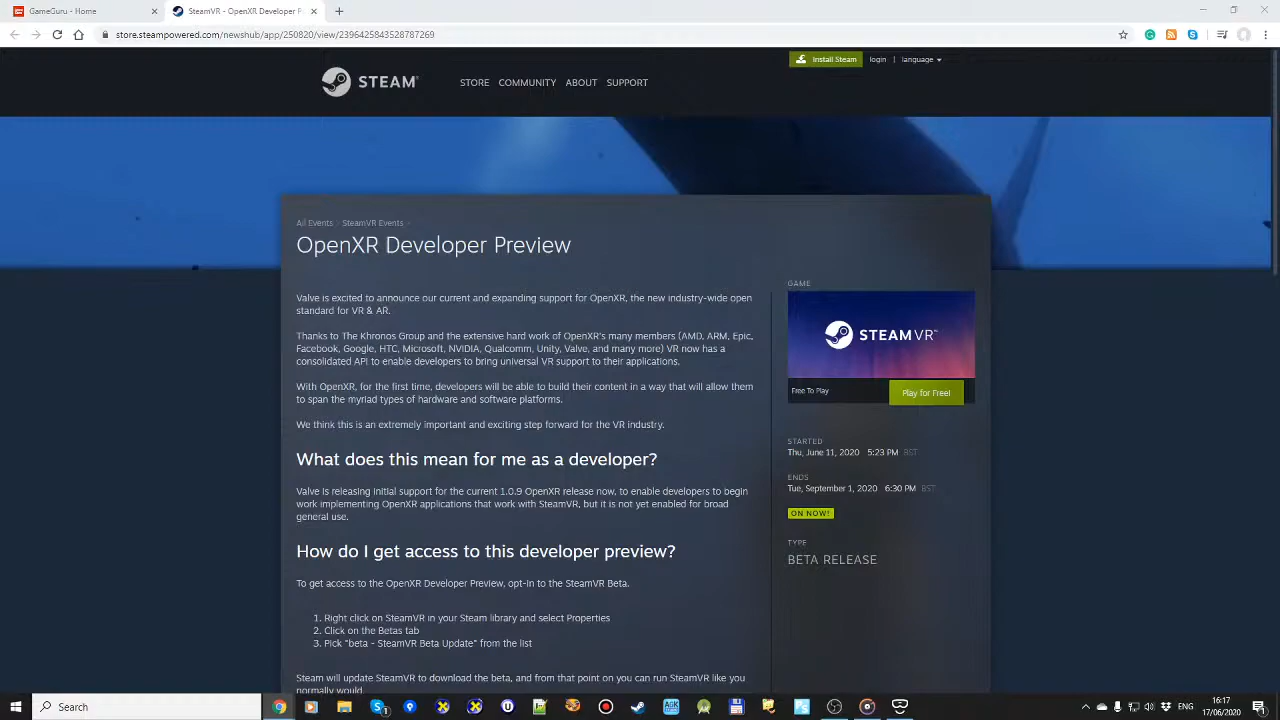 GameGuru - Home
SteamVR - OpenXR Developer P
store.steampowered.com/newshub/app/250820/view/2396425843528787269
Install Steam
login | language
STEAM
STORE COMMUNITY ABOUT SUPPORT
All Events > SteamVR Events >
OpenXR Developer Preview
Valve is excited to announce our current and expanding support for OpenXR, the new industry-wide open
standard for VR & AR.
Thanks to The Khronos Group and the extensive hard work of OpenXR's many members (AMD, ARM, Epic,
Facebook, Google, HTC, Microsoft, NVIDIA, Qualcomm, Unity, Valve, and many more) VR now has a
consolidated API to enable developers to bring universal VR support to their applications.
With OpenXR, for the first time, developers will be able to build their content in a way that will allow them
to span the myriad types of hardware and software platforms.
We think this is an extremely important and exciting step forward for the VR industry.
What does this mean for me as a developer?
Valve is releasing initial support for the current 1.0.9 OpenXR release now, to enable developers to begin
work implementing OpenXR applications that work with SteamVR, but it is not yet enabled for broad
general use.
How do I get access to this developer preview?
To get access to the OpenXR Developer Preview, opt-in to the SteamVR Beta.
1. Right click on SteamVR in your Steam library and select Properties
2. Click on the Betas tab
3. Pick "beta - SteamVR Beta Update" from the list
Steam will update SteamVR to download the beta, and from that point on you can run SteamVR like you
normally would.
GAME
STEAMVR™
Free To Play
Play for Free!
STARTED
Thu, June 11, 2020 5:23 PM BST
ENDS
Tue, September 1, 2020 6:30 PM BST
ON NOW!
TYPE
BETA RELEASE
Search
16:17
17/06/2020